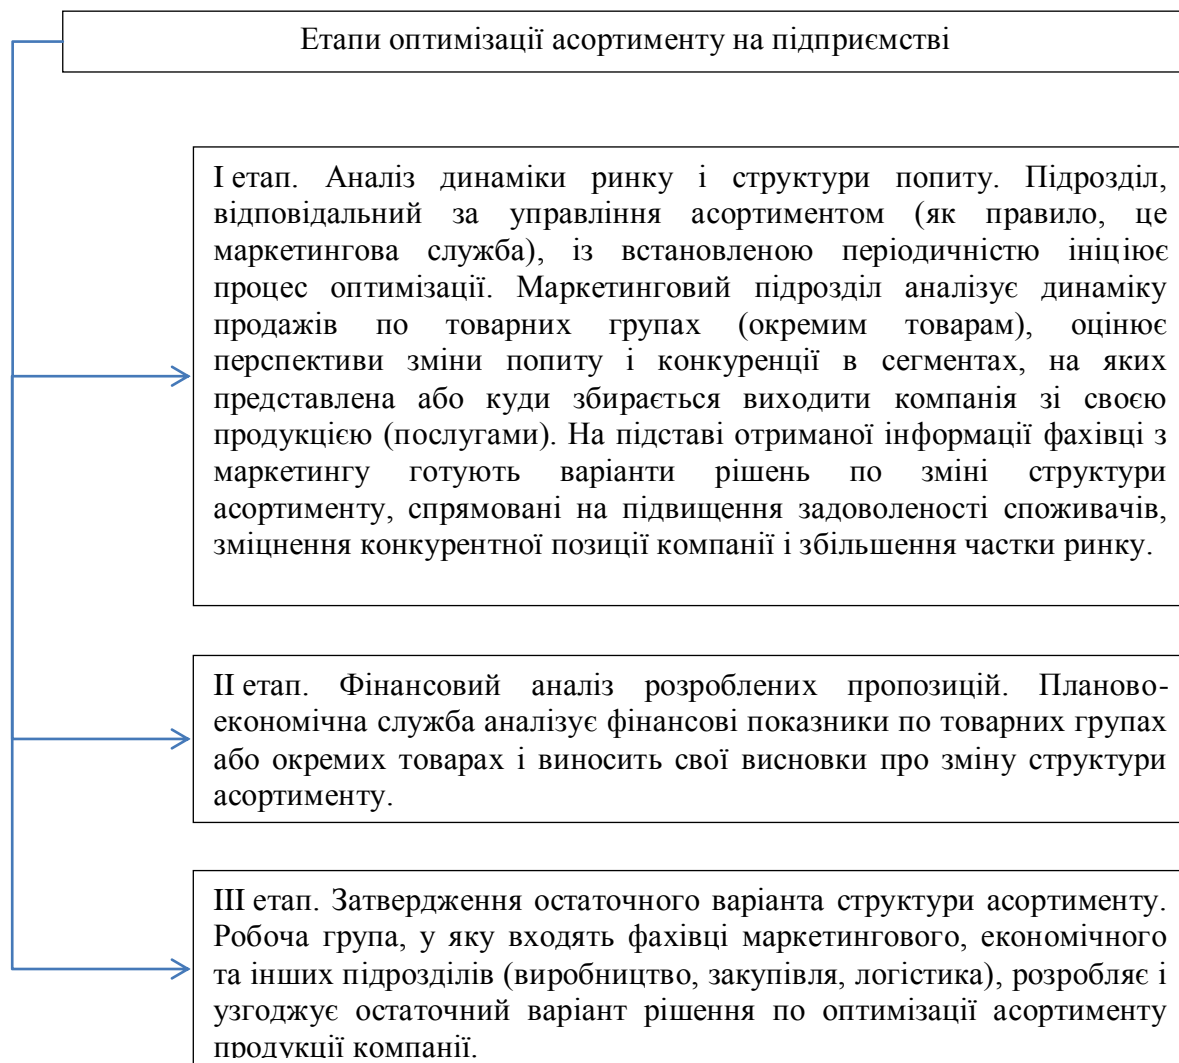 Етапи оптимізації асортименту на підприємстві
І етап. Аналіз динаміки ринку і структури попиту. Підрозділ,
відповідальний за управління асортиментом (як правило, це
маркетингова служба), із встановленою періодичністю ініціює
процес оптимізації. Маркетинговий підрозділ аналізує динаміку
продажів по товарних групах (окремим товарам), оцінює
перспективи зміни попиту і конкуренції в сегментах, на яких
представлена або куди збирається виходити компанія зі своєю
продукцією (послугами). На підставі отриманої інформації фахівці з
маркетингу готують варіанти рішень по зміні структури
асортименту, спрямовані на підвищення задоволеності споживачів,
зміцнення конкурентної позиції компанії і збільшення частки ринку.
ІІ етап. Фінансовий аналіз розроблених пропозицій. Планово-
економічна служба аналізує фінансові показники по товарних групах
або окремих товарах і виносить свої висновки про зміну структури
асортименту.
ІІІ етап. Затвердження остаточного варіанта структури асортименту.
Робоча група, у яку входять фахівці маркетингового, економічного
та інших підрозділів (виробництво, закупівля, логістика), розробляє і
узгоджує остаточний варіант рішення по оптимізації асортименту
продукції компанії.